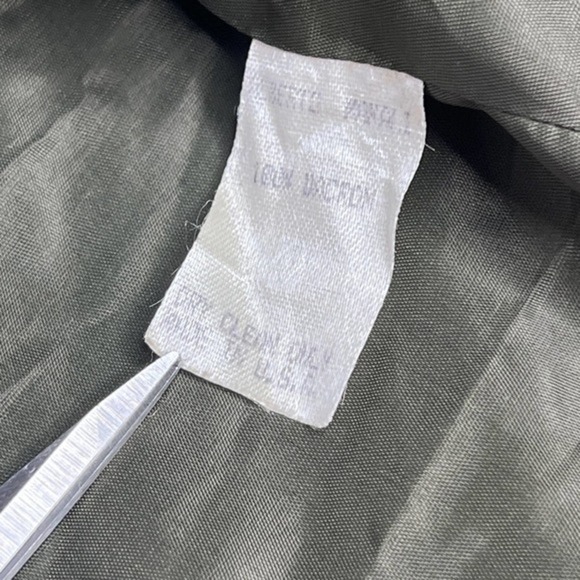 100% DACRON
DRY CLEAN ONLY
MADE IN U.S.A.